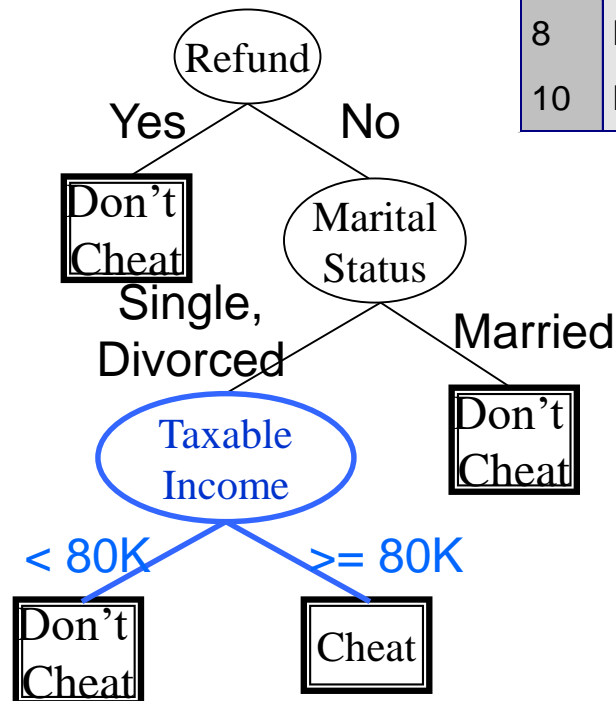 Refund
8
10
Yes
No
Don't
Cheat
Marital
Status
Single,
Divorced
Married
Taxable
Income
Don't
Cheat
< 80K
>= 80K
Don't
Cheat
Cheat